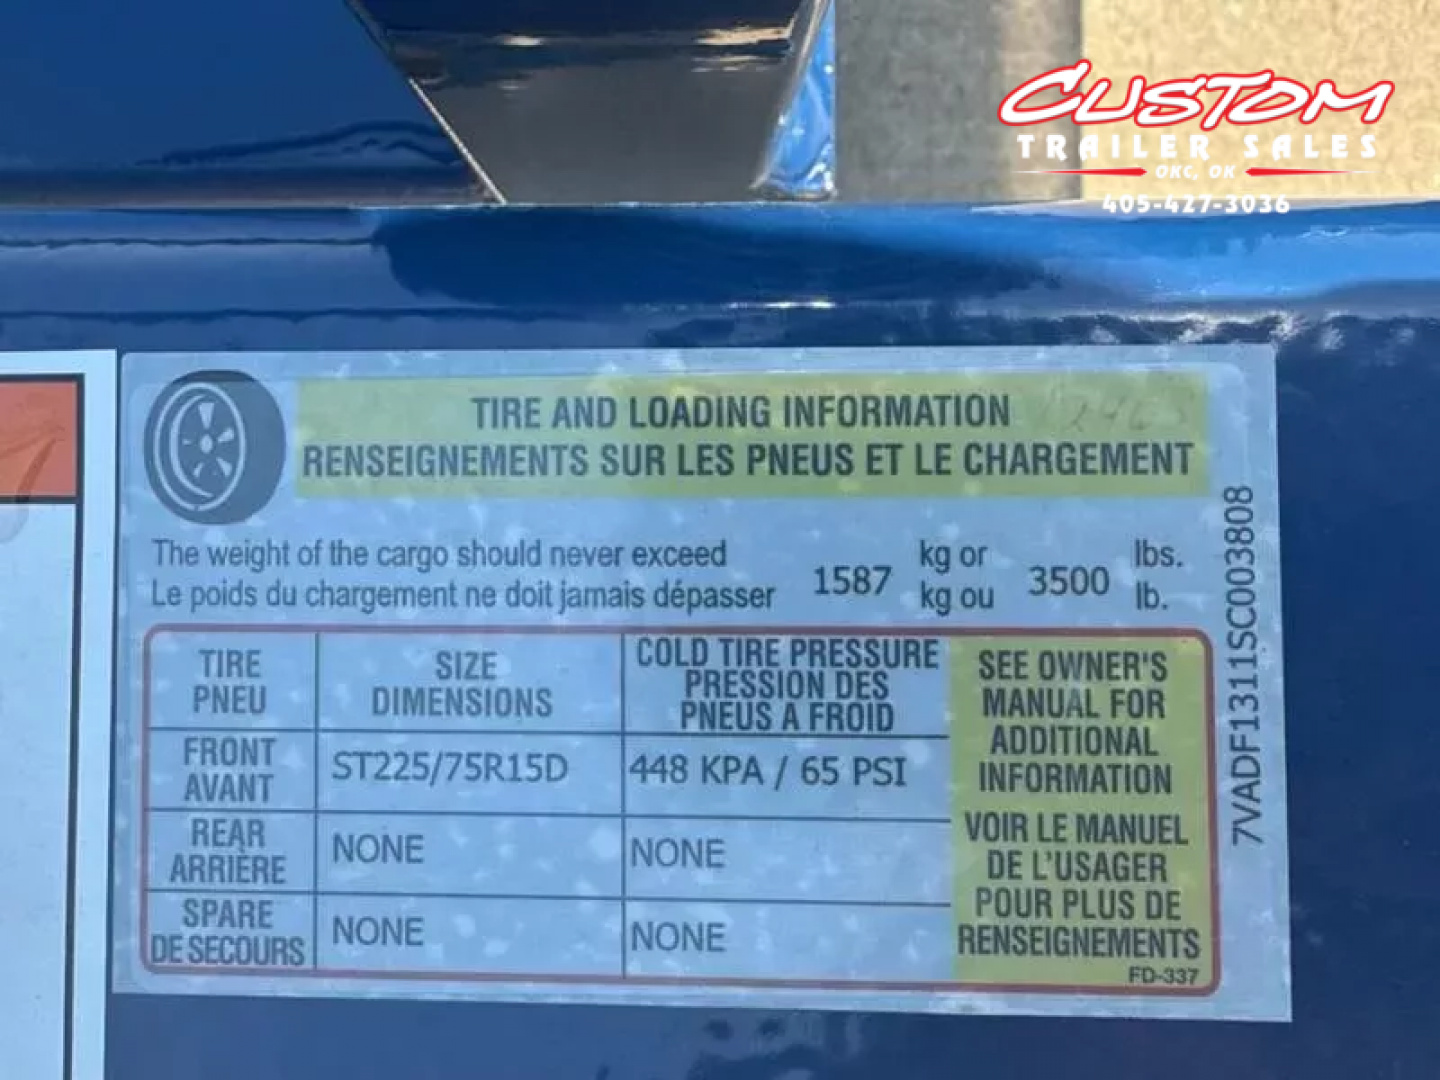 CUSTOM
TRAILER SALES
OKC, OK
405-427-3036
TIRE AND LOADING INFORMATION
RENSEIGNEMENTS SUR LES PNEUS ET LE CHARGEMENT
The weight of the cargo should never exceed
Le poids du chargement ne doit jamais dépasser
1587
kg or
kg ou
3500
lbs.
lb.
TIRE
PNEU
SIZE
DIMENSIONS
COLD TIRE PRESSURE
PRESSION DES
PNEUS A FROID
FRONT
AVANT
ST225/75R15D
448 KPA / 65 PSI
REAR
ARRIÈRE
NONE
NONE
SPARE
DE SECOURS
NONE
NONE
SEE OWNER'S
MANUAL FOR
ADDITIONAL
INFORMATION
VOIR LE MANUEL
DE L'USAGER
POUR PLUS DE
RENSEIGNEMENTS
FD-337
7VADF1311SC003808